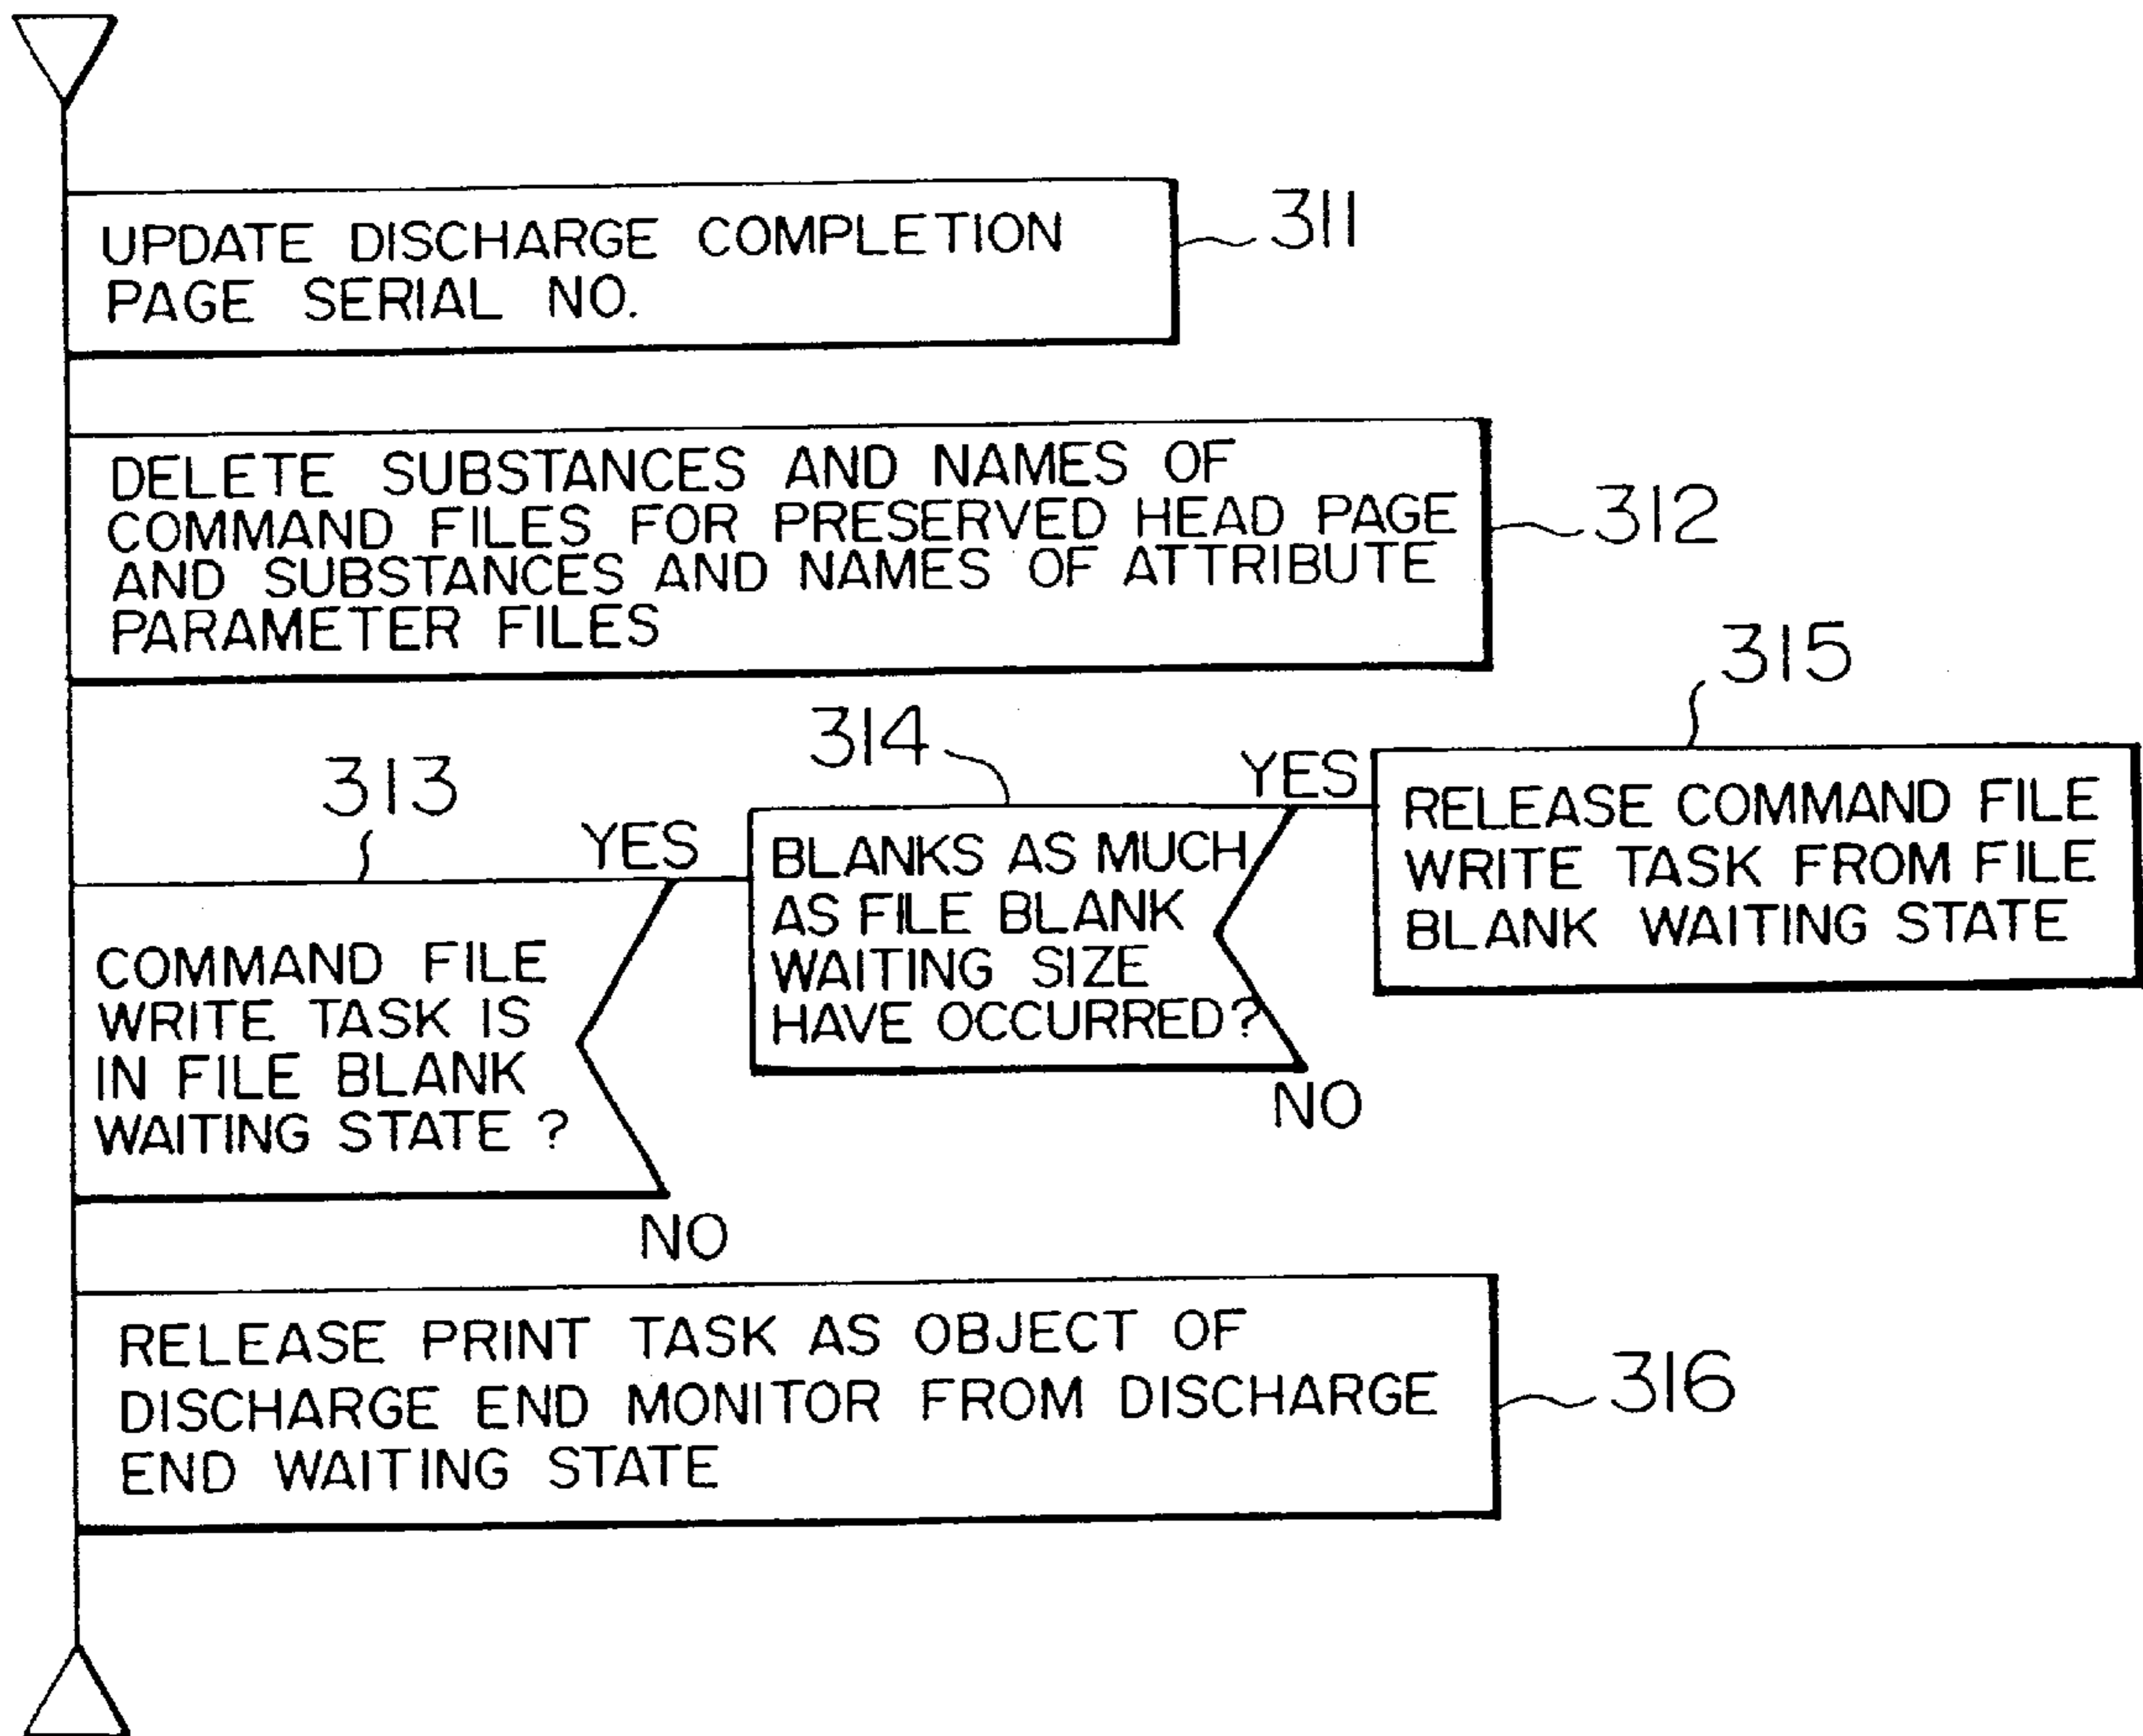 UPDATE DISCHARGE COMPLETION
PAGE SERIAL NO.
311
DELETE SUBSTANCES AND NAMES OF
COMMAND FILES FOR PRESERVED HEAD PAGE
AND SUBSTANCES AND NAMES OF ATTRIBUTE
PARAMETER FILES
312
313
YES
COMMAND FILE
WRITE TASK IS
IN FILE BLANK
WAITING STATE ?
NO
314
YES
BLANKS AS MUCH
AS FILE BLANK
WAITING SIZE
HAVE OCCURRED?
NO
315
RELEASE COMMAND FILE
WRITE TASK FROM FILE
BLANK WAITING STATE
RELEASE PRINT TASK AS OBJECT OF
DISCHARGE END MONITOR FROM DISCHARGE
END WAITING STATE
316